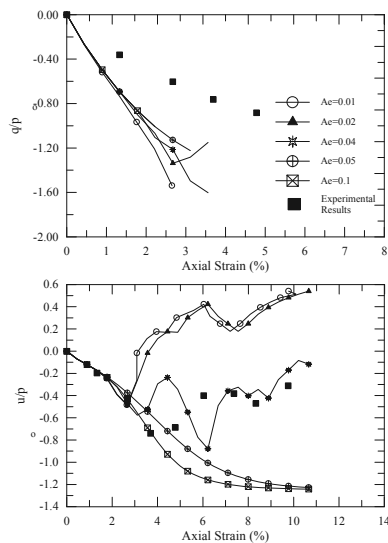 0.00
-0.40
-0.80
-1.20
-1.60
-2.00
q/p
o
0 1 2 3 4 5 6 7 8
Axial Strain (%)
Ae=0.01
Ae=0.02
Ae=0.04
Ae=0.05
Ae=0.1
Experimental
Results
0.6
0.4
0.2
0.0
-0.2
-0.4
-0.6
-0.8
-1.0
-1.2
-1.4
u/p
o
0 2 4 6 8 10 12 14
Axial Strain (%)